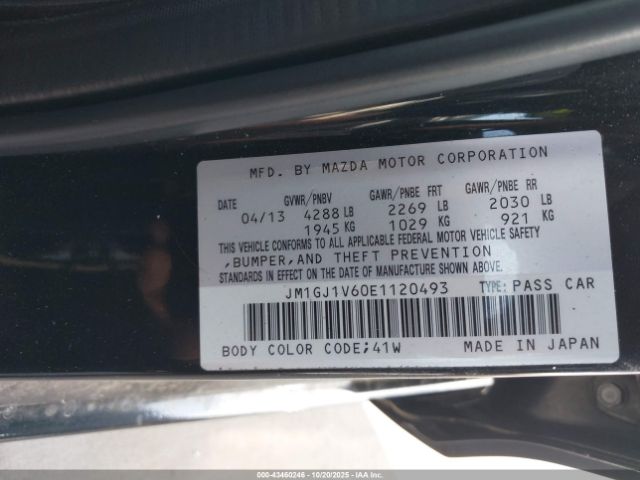 MFD. BY MAZDA MOTOR CORPORATION
DATE GVWR/PNBV GAWR/PNBE FRT GAWR/PNBE RR
04/13 4288 LB 2269 LB 2030 LB
1945 KG 1029 KG 921 KG
THIS VEHICLE CONFORMS TO ALL APPLICABLE FEDERAL MOTOR VEHICLE SAFETY
,BUMPER,AND THEFT PREVENTION
STANDARDS IN EFFECT ON THE DATE OF MANUFACTURE SHOWN ABOVE.
JM1GJ1V60E1120493 TYPE: PASS CAR
BODY COLOR CODE;41W MADE IN JAPAN
000-43460246 - 10/20/2025 - IAAI, Inc.